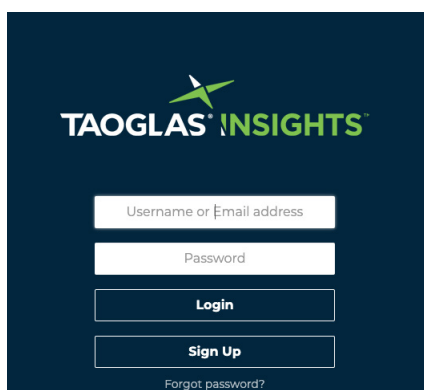 TAOGLAS® INSIGHTS™
Username or Email address
Password
Login
Sign Up
Forgot password?